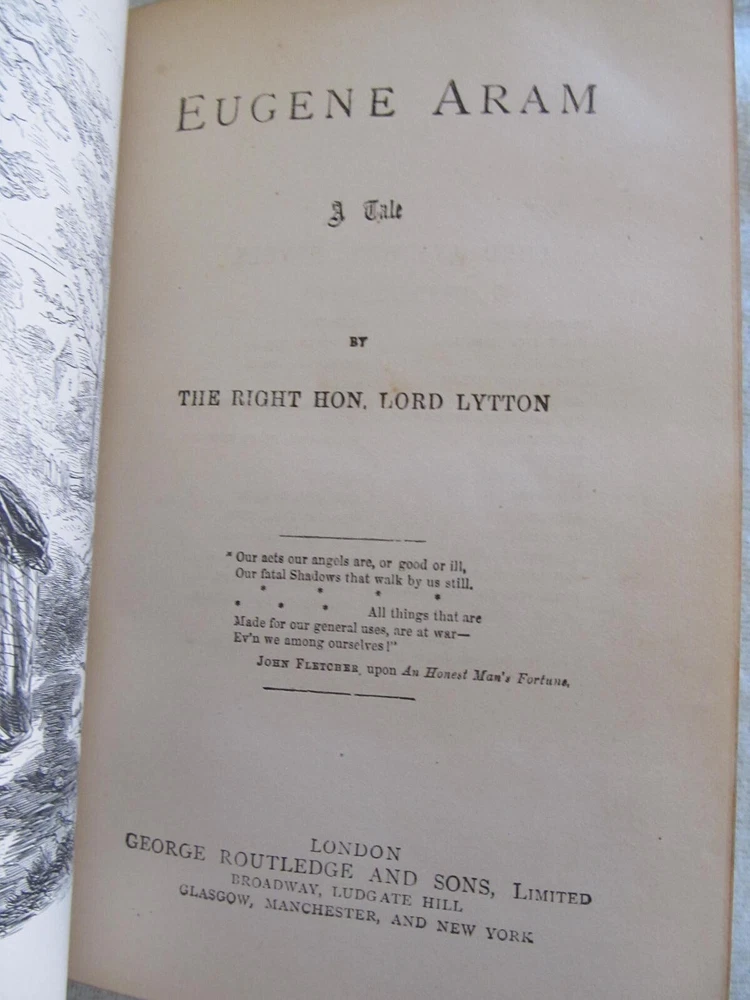 EUGENE ARAM
A Tale
BY
THE RIGHT HON. LORD LYTTON
"Our acts our angels are, or good or ill,
Our fatal Shadows that walk by us still.
* * * *
* * * All things that are
Made for our general uses, are at war—
Ev'n we among ourselves!"
JOHN FLETCHER, upon An Honest Man's Fortune.
LONDON
GEORGE ROUTLEDGE AND SONS, LIMITED
BROADWAY, LUDGATE HILL
GLASGOW, MANCHESTER, AND NEW YORK